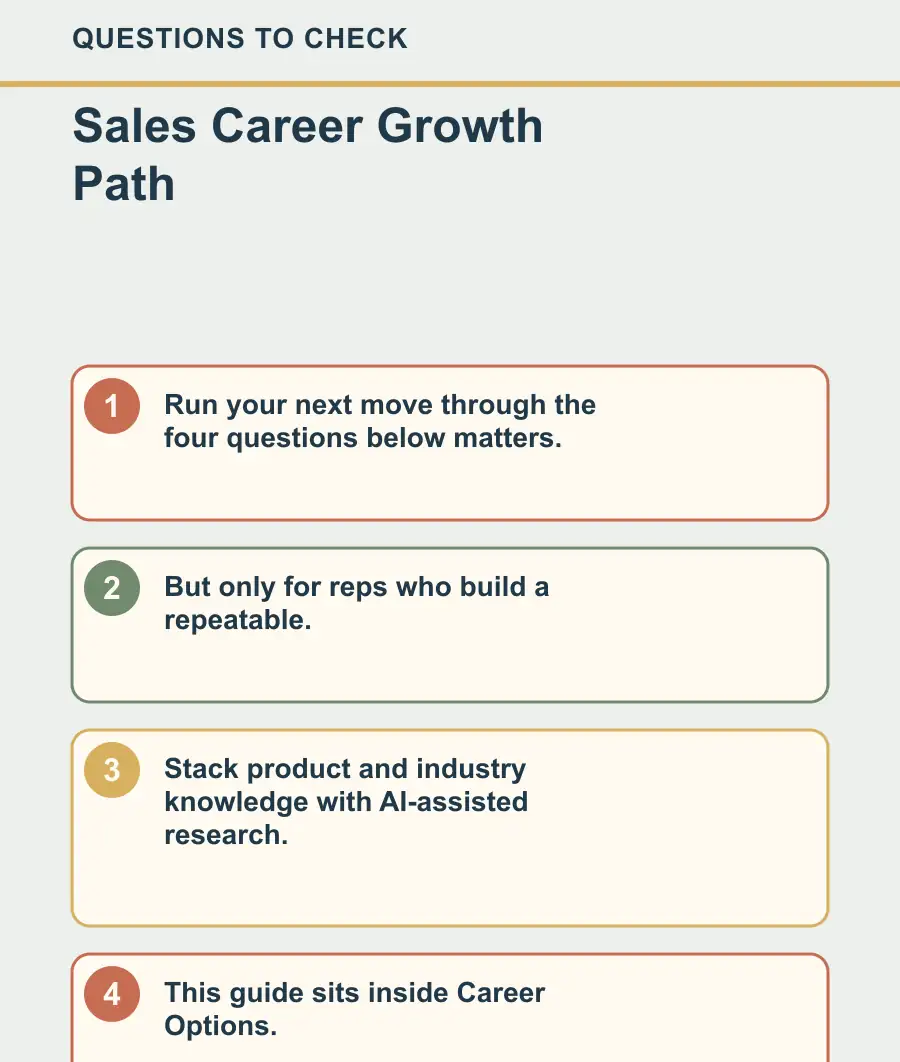 QUESTIONS TO CHECK
Sales Career Growth
Path
1
Run your next move through the
four questions below matters.
2
But only for reps who build a
repeatable.
3
Stack product and industry
knowledge with AI-assisted
research.
4
This guide sits inside Career
Options.